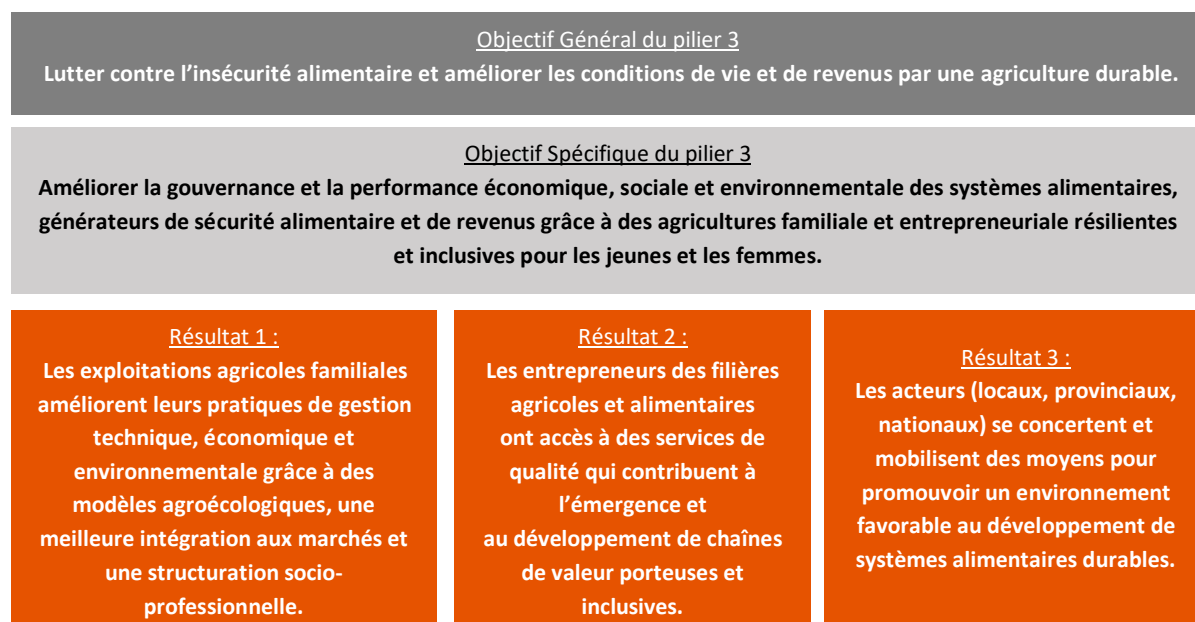 Objectif Général du pilier 3
Lutter contre l’insécurité alimentaire et améliorer les conditions de vie et de revenus par une agriculture durable.
Objectif Spécifique du pilier 3
Améliorer la gouvernance et la performance économique, sociale et environnementale des systèmes alimentaires,
générateurs de sécurité alimentaire et de revenus grâce à des agricultures familiale et entrepreneuriale résilientes
et inclusives pour les jeunes et les femmes.
Résultat 1 :
Les exploitations agricoles familiales
améliorent leurs pratiques de gestion
technique, économique et
environnementale grâce à des
modèles agroécologiques, une
meilleure intégration aux marchés et
une structuration socio-
professionnelle.
Résultat 2 :
Les entrepreneurs des filières
agricoles et alimentaires
ont accès à des services de
qualité qui contribuent à
l’émergence et
au développement de chaînes
de valeur porteuses et
inclusives.
Résultat 3 :
Les acteurs (locaux, provinciaux,
nationaux) se concertent et
mobilisent des moyens pour
promouvoir un environnement
favorable au développement de
systèmes alimentaires durables.